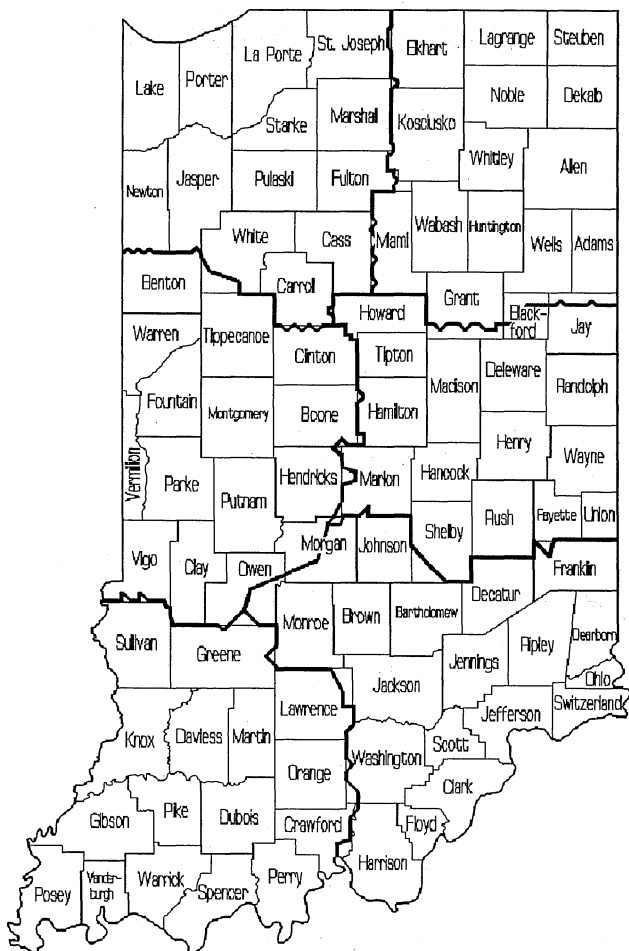 St. Joseph
Lagrange
Steuben
La Porte
Elkhart
Lake
Porter
Noble
Dekalb
Marshall
Kosciusko
Starke
Whitley
Allen
Jasper
Pulaski
Fulton
Newton
Wabash
Huntington
White
Cass
Mami
Wells
Adams
Benton
Carroll
Grant
Howard
Black-
ford
Jay
Warren
Tippecanoe
Clinton
Tipton
Deleware
Madison
Randolph
Fountain
Montgomery
Boone
Hamilton
Henry
Wayne
Vermilion
Parke
Putnam
Hendricks
Marion
Hancock
Shelby
Rush
Fayette
Union
Vigo
Clay
Owen
Morgan
Johnson
Franklin
Decatur
Sullivan
Greene
Monroe
Brown
Bartholomew
Ripley
Dearborn
Jennings
Ohio
Jackson
Switzerland
Jefferson
Lawrence
Knox
Daviess
Martin
Washington
Scott
Orange
Clark
Gibson
Pike
Dubois
Crawford
Floyd
Harrison
Posey
Vander-
burgh
Warrick
Spencer
Perry